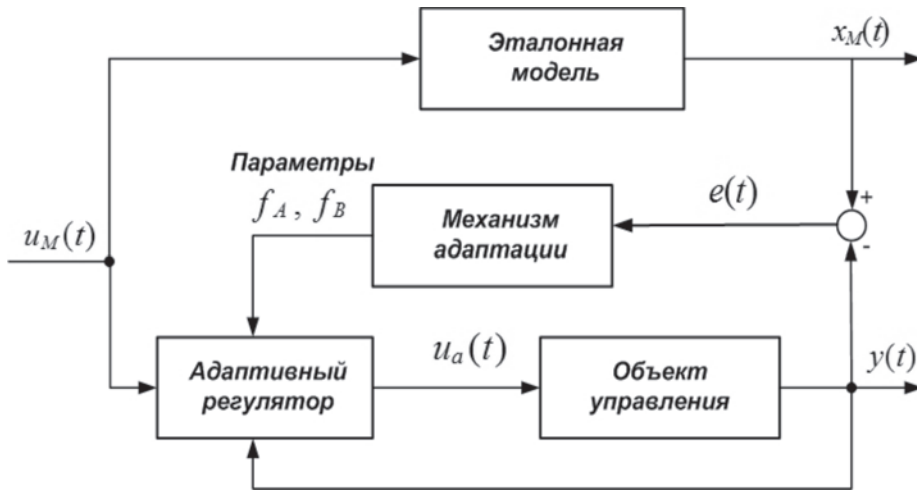 Эталонная
модель
x_M(t)
Параметры
f_A , f_B
Механизм
адаптации
e(t)
+
-
u_M(t)
Адаптивный
регулятор
u_a(t)
Объект
управления
y(t)